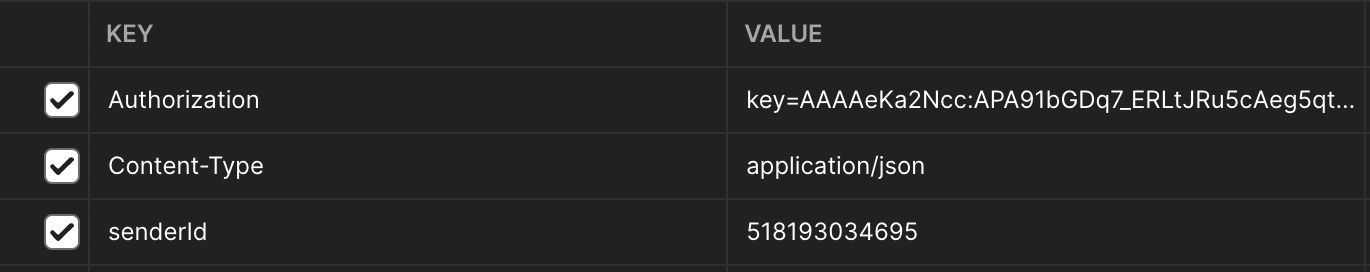 KEY VALUE
Authorization key=AAAAeKa2Ncc:APA91bGDq7_ERLtJRu5cAeg5qt...
Content-Type application/json
senderId 518193034695